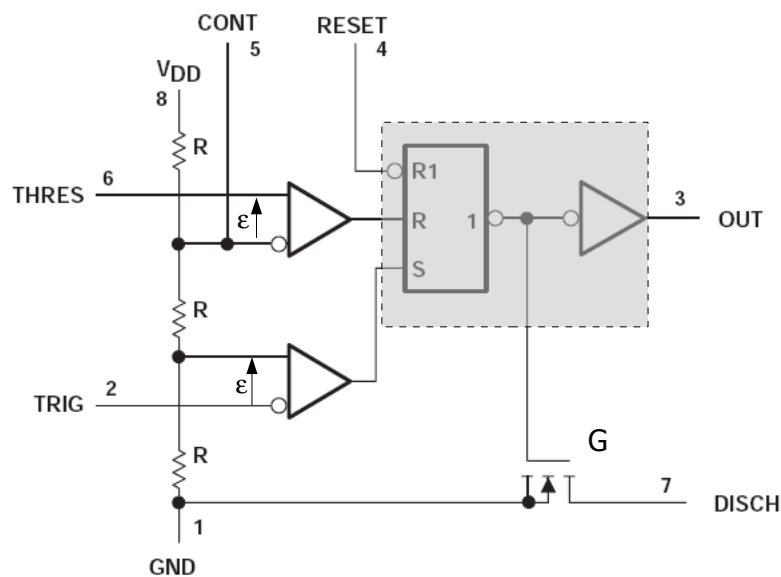 CONT
5
RESET
4
VDD
8
R
6
THRES
ε
R1
R
1
S
3
OUT
R
ε
2
TRIG
R
G
7
DISCH
1
GND